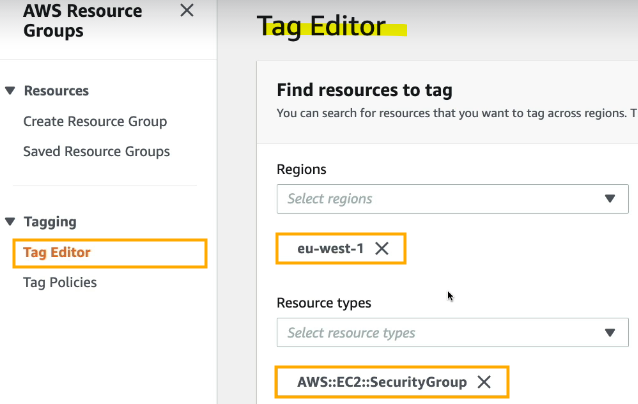 AWS Resource
Groups
Resources
Create Resource Group
Saved Resource Groups
Tagging
Tag Editor
Tag Policies
Tag Editor
Find resources to tag
You can search for resources that you want to tag across regions. T
Regions
Select regions
eu-west-1
Resource types
Select resource types
AWS::EC2::SecurityGroup